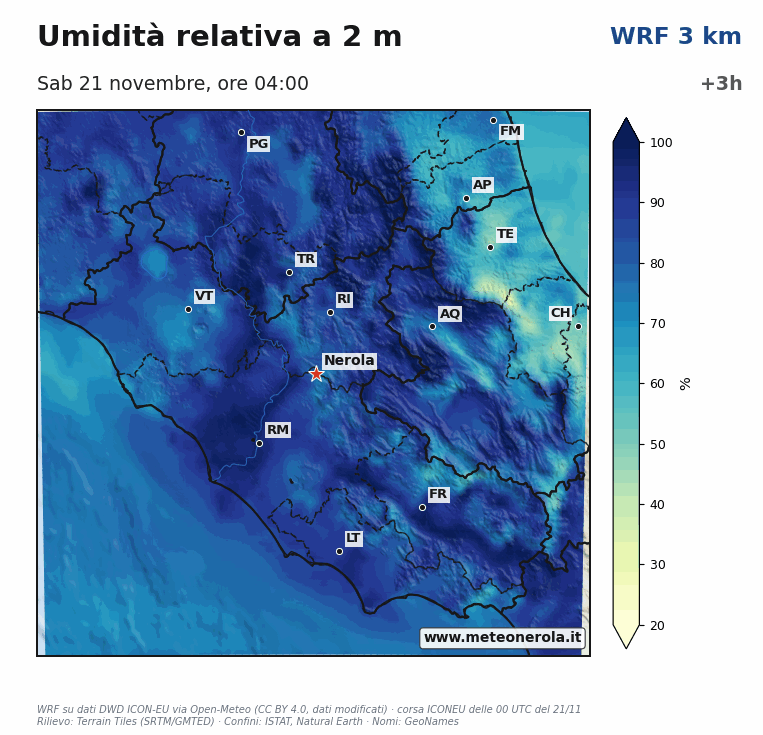 Umidità relativa a 2 m
WRF 3 km
Sab 21 novembre, ore 04:00
+3h
FM
PG
AP
TE
TR
VT
RI
AQ
CH
Nerola
RM
FR
LT
www.meteonerola.it
100
90
80
70
60
50
40
30
20
%
WRF su dati DWD ICON-EU via Open-Meteo (CC BY 4.0, dati modificati) · corsa ICONEU delle 00 UTC del 21/11
Rilievo: Terrain Tiles (SRTM/GMTED) · Confini: ISTAT, Natural Earth · Nomi: GeoNames